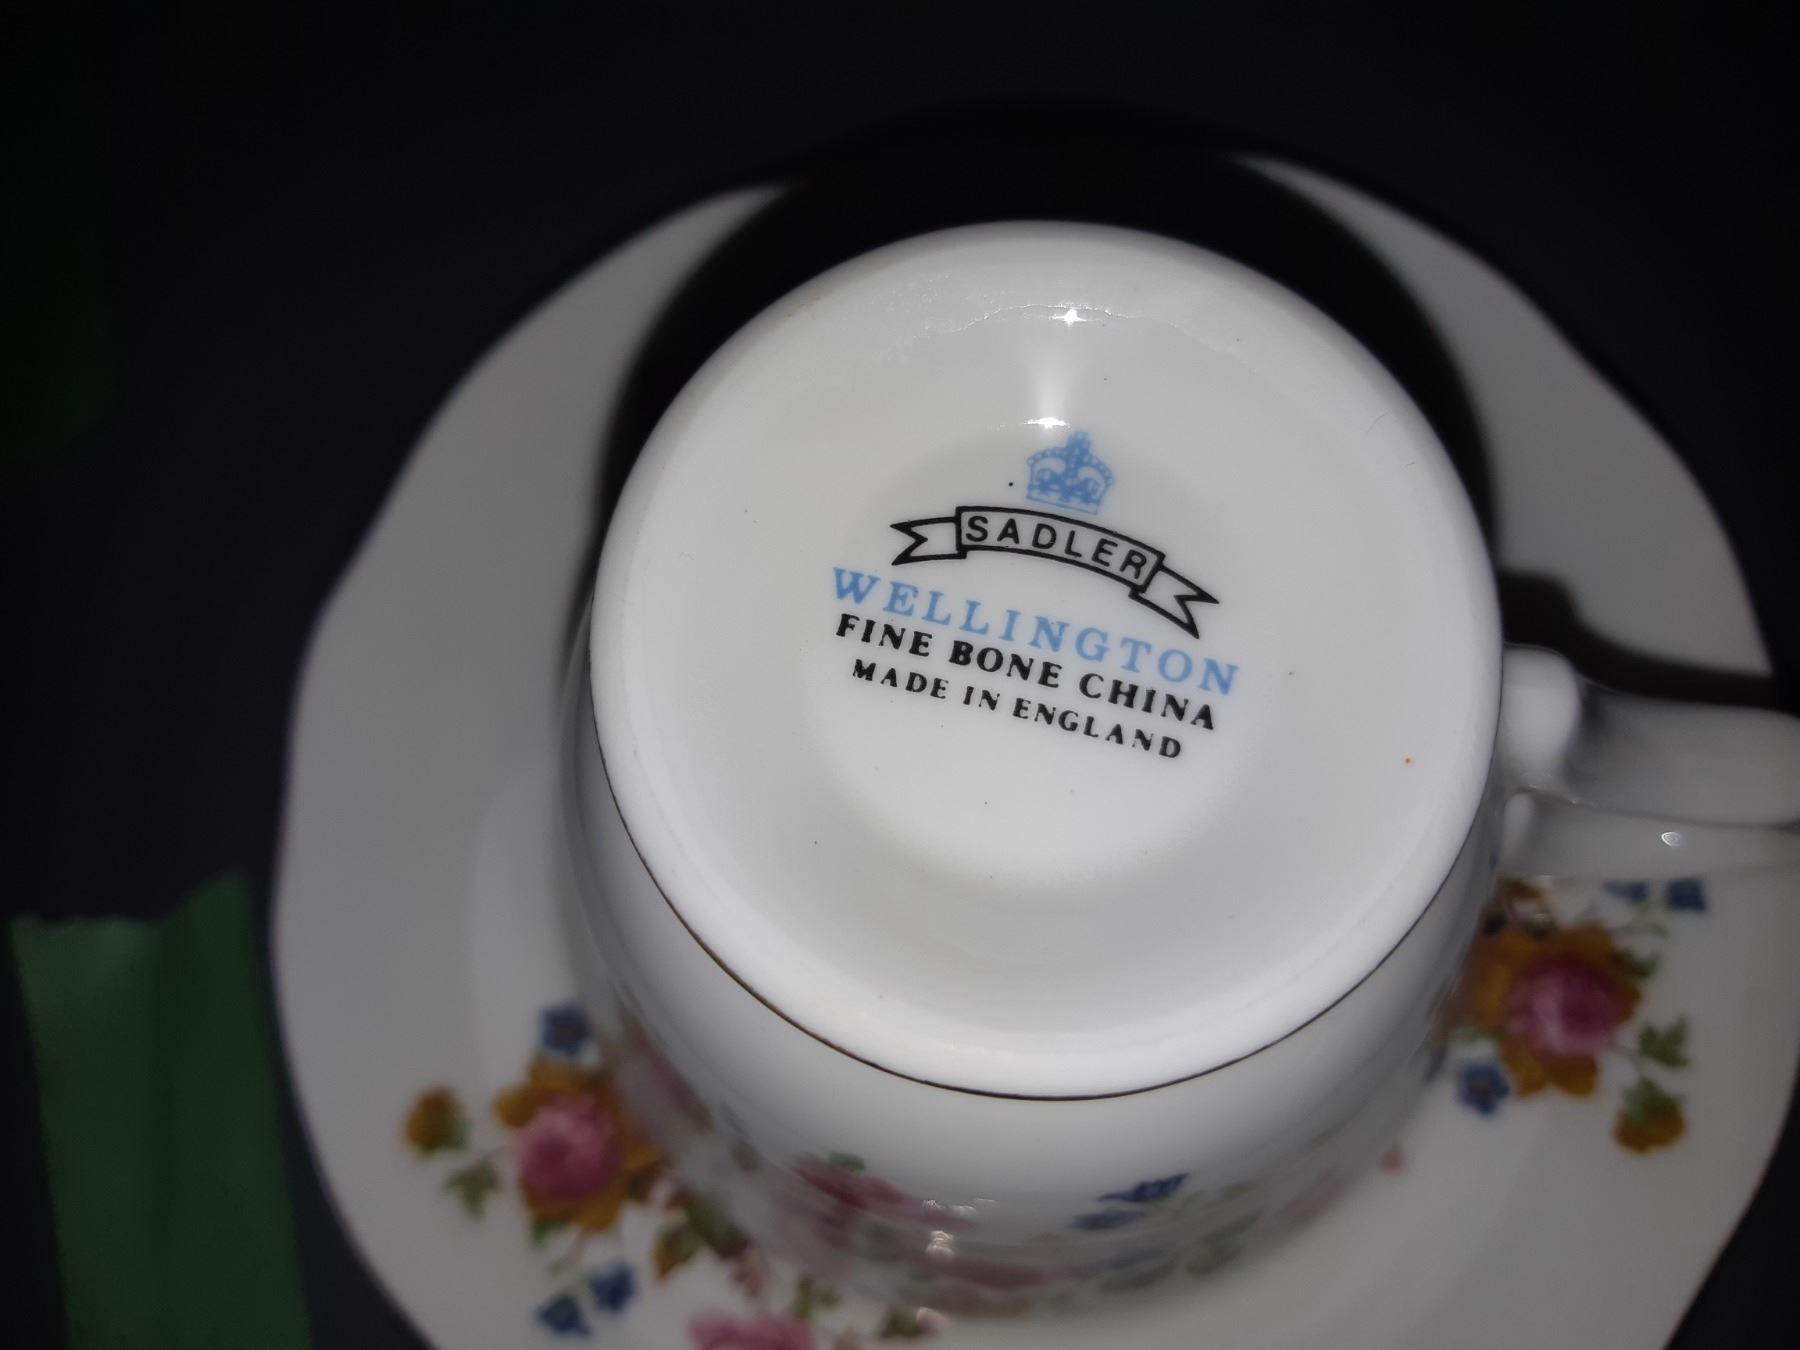 SADLER
WELLINGTON
FINE BONE CHINA
MADE IN ENGLAND